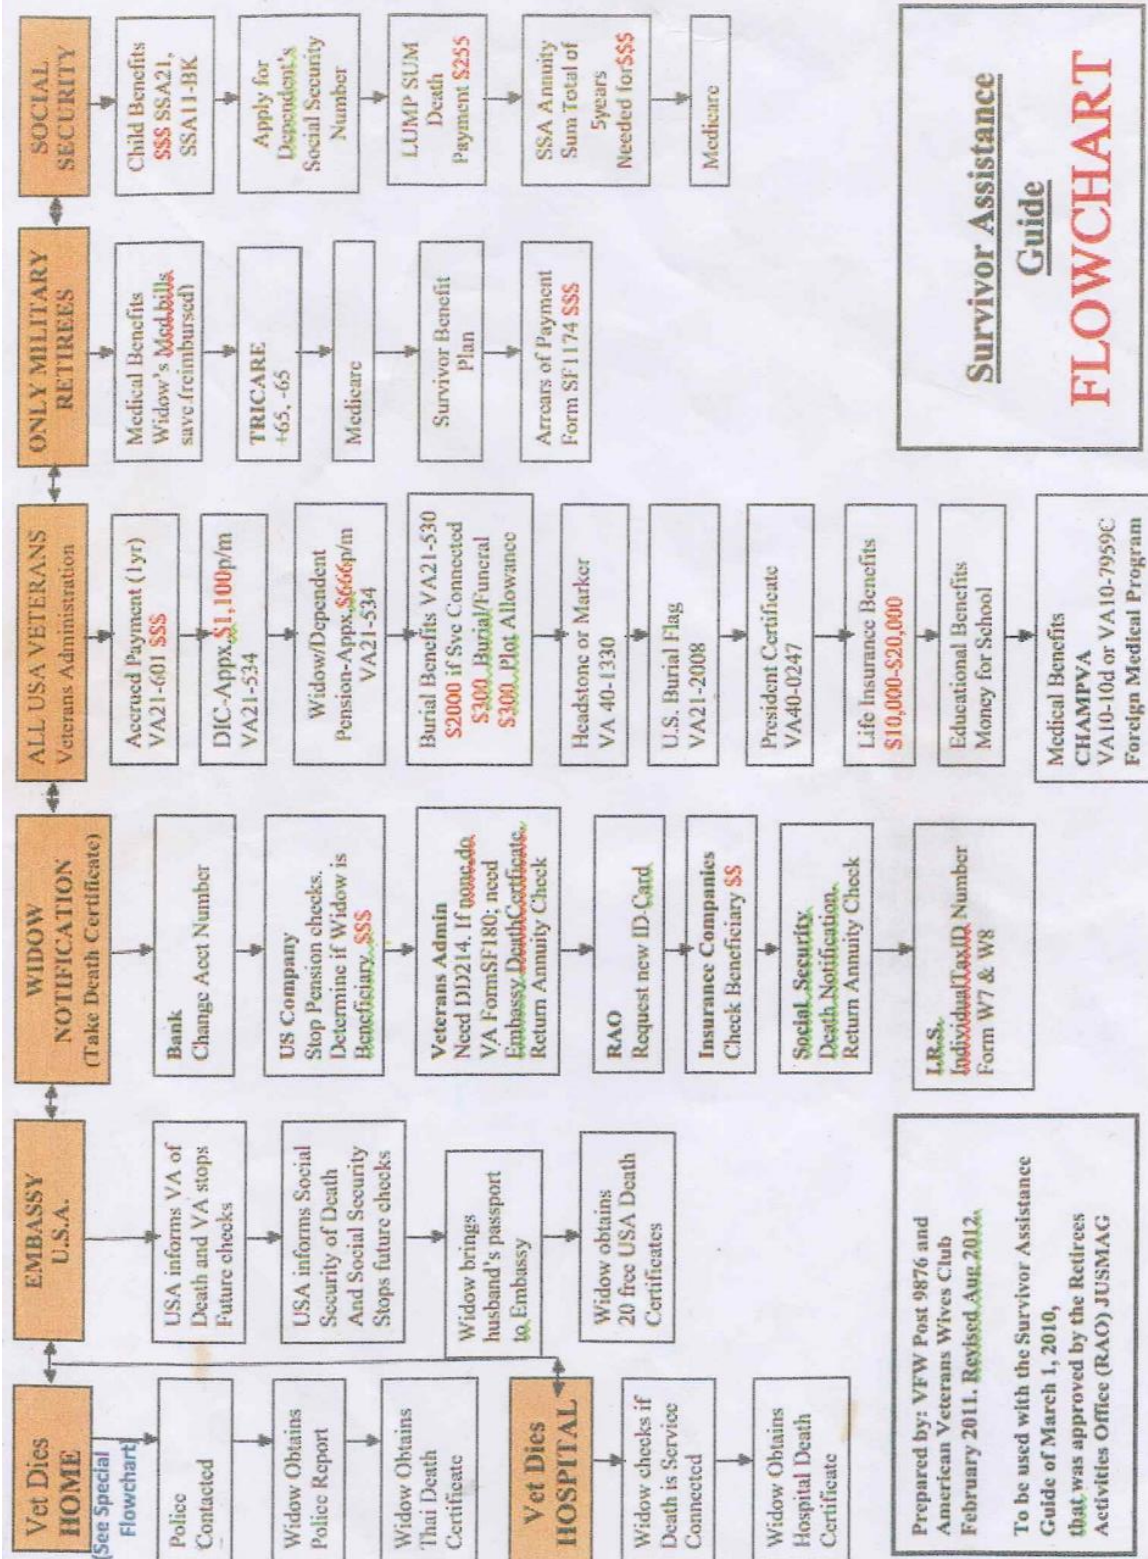 Vet Dies
HOME
(See Special
Flowchart)
Police
Contacted
Widow Obtains
Police Report
Widow Obtains
Thai Death
Certificate
Vet Dies
HOSPITAL
Widow checks if
Death is Service
Connected
Widow Obtains
Hospital Death
Certificate
EMBASSY
U.S.A.
USA informs VA of
Death and VA stops
Future checks
USA informs Social
Security of Death
And Social Security
Stops future checks
Widow brings
husband's passport
to Embassy
Widow obtains
20 free USA Death
Certificates
WIDOW
NOTIFICATION
(Take Death Certificate)
Bank
Change Acct Number
US Company
Stop Pension checks.
Determine if Widow is
Beneficiary $$$
Veterans Admin
Need DD214. If none do
VA FormSF180; need
Embassy DeathCertificate.
Return Annuity Check
RAO
Request new ID Card
Insurance Companies
Check Beneficiary $$
Social Security
Death Notification.
Return Annuity Check
I.R.S.
IndividualTaxID Number
Form W7 & W8
ALL USA VETERANS
Veterans Administration
Accrued Payment (1yr)
VA21-601 $$$
DIC-Appx $1,100p/m
VA21-534
Widow/Dependent
Pension-Appx $666p/m
VA21-534
Burial Benefits VA21-530
$2000 if Sve Connected
$300 Burial/Funeral
$300 Plot Allowance
Headstone or Marker
VA 40-1330
U.S. Burial Flag
VA21-2008
President Certificate
VA40-0247
Life Insurance Benefits
$10,000-$20,000
Educational Benefits
Money for School
Medical Benefits
CHAMPVA
VA10-10d or VA10-7959C
Foreign Medical Program
ONLY MILITARY
RETIREES
Medical Benefits
Widow's Med.bills
save.(reimbursed)
TRICARE
+65, -65
Medicare
Survivor Benefit
Plan
Arrears of Payment
Form SF1174 $$$
SOCIAL
SECURITY
Child Benefits
$$$ SSA21,
SSA11-BK
Apply for
Dependent's
Social Security
Number
LUMP SUM
Death
Payment $255
SSA Annuity
Sum Total of
5years
Needed for$$$
Medicare
Prepared by: VFW Post 9876 and
American Veterans Wives Club
February 2011. Revised Aug 2012.
To be used with the Survivor Assistance
Guide of March 1, 2010,
that was approved by the Retirees
Activities Office (RAO) JUSMAG
Survivor Assistance
Guide
FLOWCHART